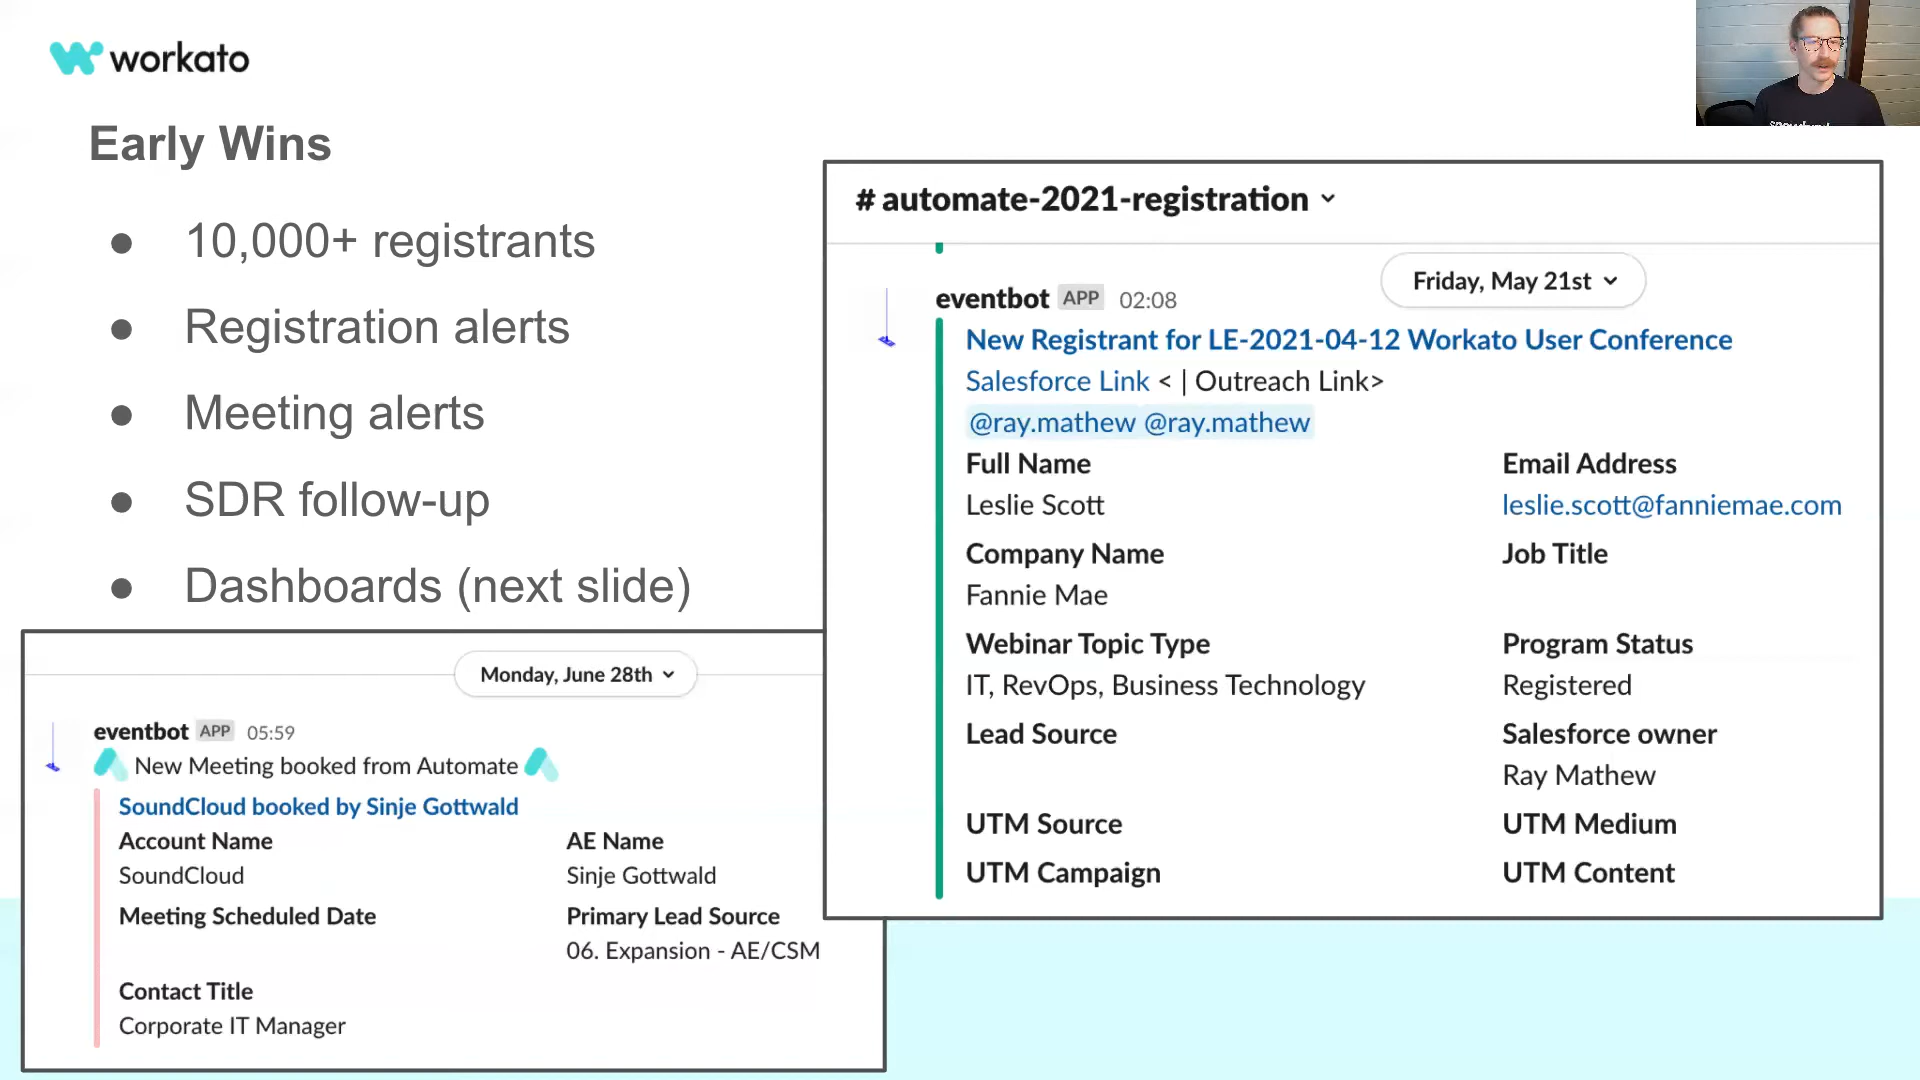 workato
Early Wins
● 10,000+ registrants
● Registration alerts
● Meeting alerts
● SDR follow-up
● Dashboards (next slide)
# automate-2021-registration
Friday, May 21st
eventbot APP 02:08
New Registrant for LE-2021-04-12 Workato User Conference
Salesforce Link < | Outreach Link>
@ray.mathew @ray.mathew
Full Name Email Address
Leslie Scott leslie.scott@fanniemae.com
Company Name Job Title
Fannie Mae
Webinar Topic Type Program Status
IT, RevOps, Business Technology Registered
Lead Source Salesforce owner
Ray Mathew
UTM Source UTM Medium
UTM Campaign UTM Content
Monday, June 28th
eventbot APP 05:59
New Meeting booked from Automate
SoundCloud booked by Sinje Gottwald
Account Name AE Name
SoundCloud Sinje Gottwald
Meeting Scheduled Date Primary Lead Source
06. Expansion - AE/CSM
Contact Title
Corporate IT Manager